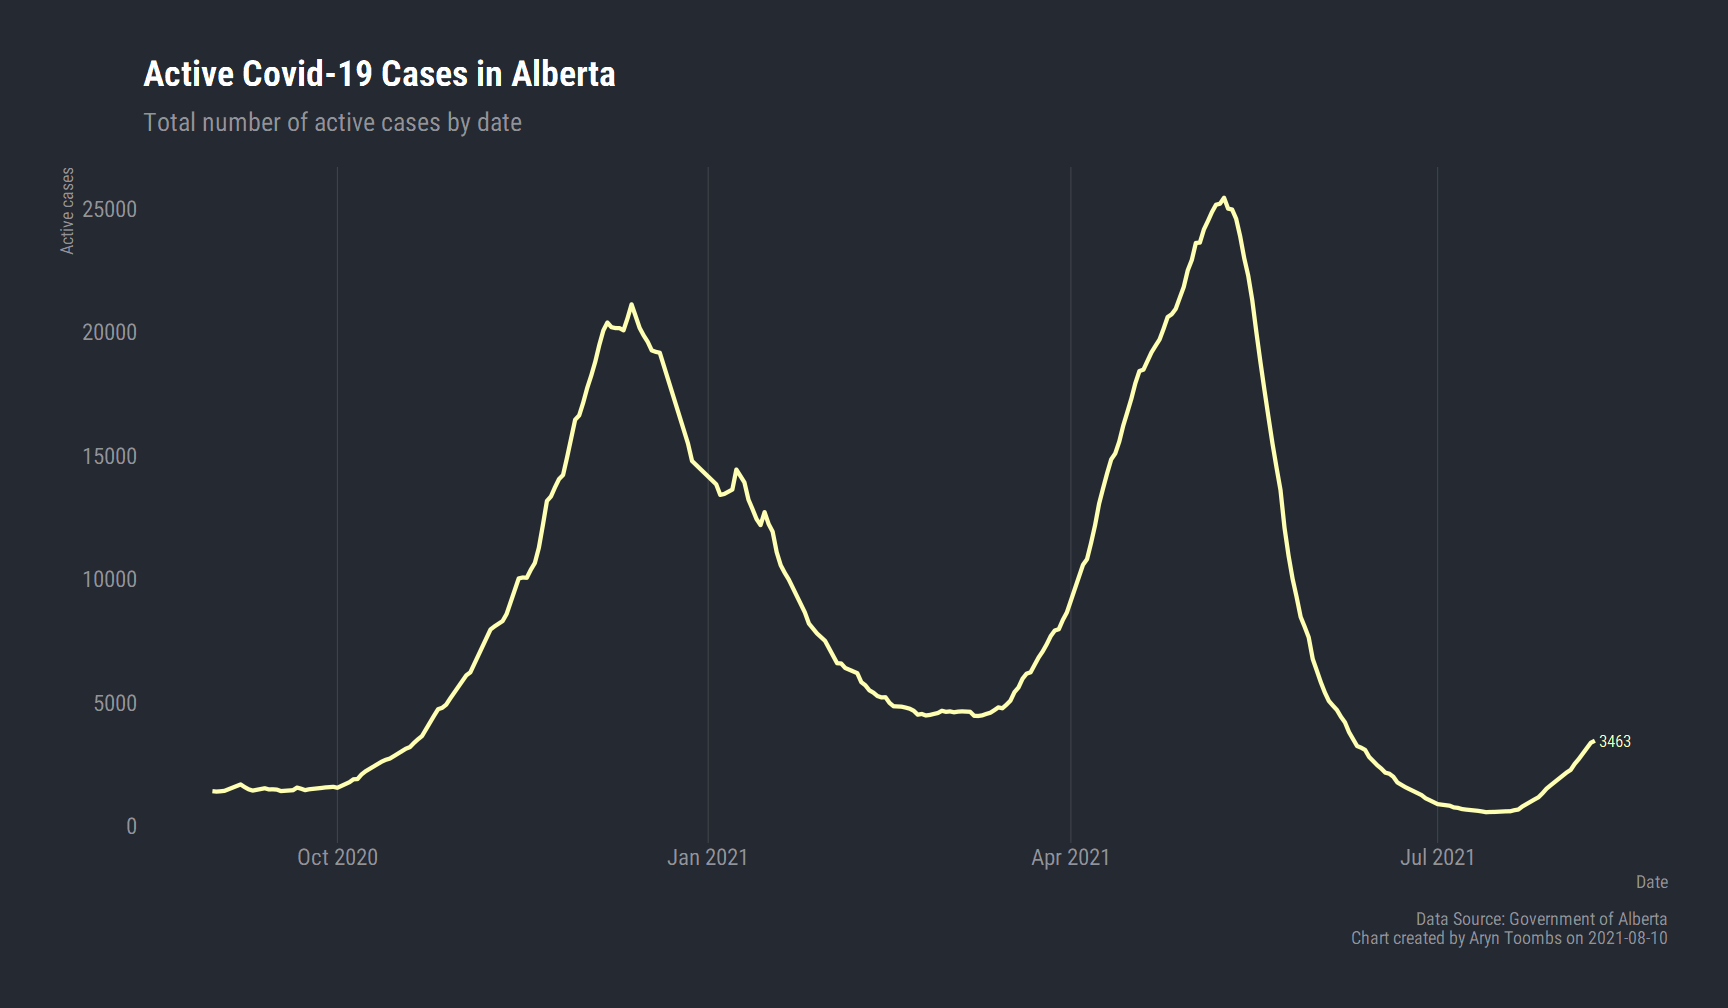 Active Covid-19 Cases in Alberta
Total number of active cases by date
Active cases
25000
20000
15000
10000
5000
0
3463
Oct 2020
Jan 2021
Apr 2021
Jul 2021
Date
Data Source: Government of Alberta
Chart created by Aryn Toombs on 2021-08-10